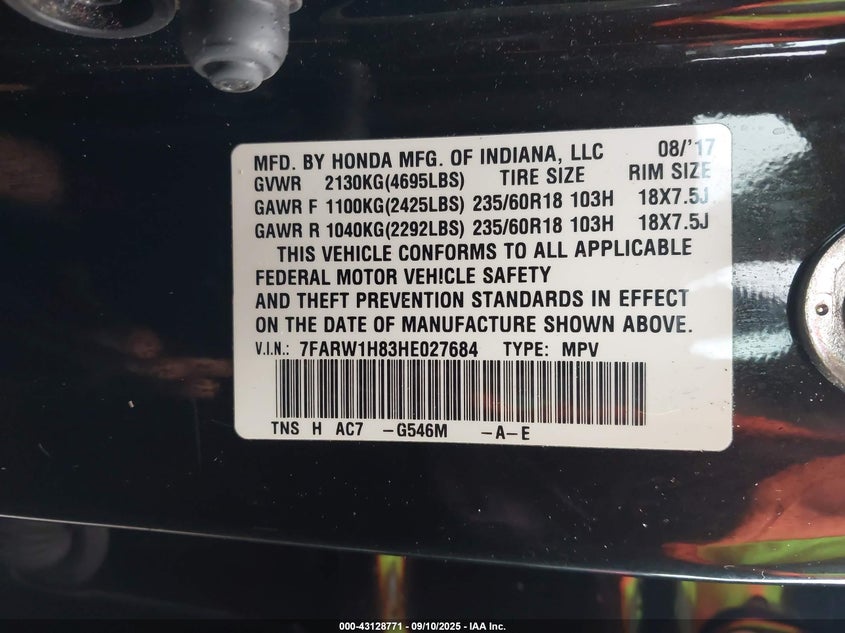 MFD. BY HONDA MFG. OF INDIANA, LLC 08/'17
GVWR 2130KG(4695LBS) TIRE SIZE RIM SIZE
GAWR F 1100KG(2425LBS) 235/60R18 103H 18X7.5J
GAWR R 1040KG(2292LBS) 235/60R18 103H 18X7.5J
THIS VEHICLE CONFORMS TO ALL APPLICABLE
FEDERAL MOTOR VEHICLE SAFETY
AND THEFT PREVENTION STANDARDS IN EFFECT
ON THE DATE OF MANUFACTURE SHOWN ABOVE.
V.I.N.: 7FARW1H83HE027684 TYPE: MPV
TNS H AC7 -G546M -A-E
000-43128771 - 09/10/2025 - IAA Inc.